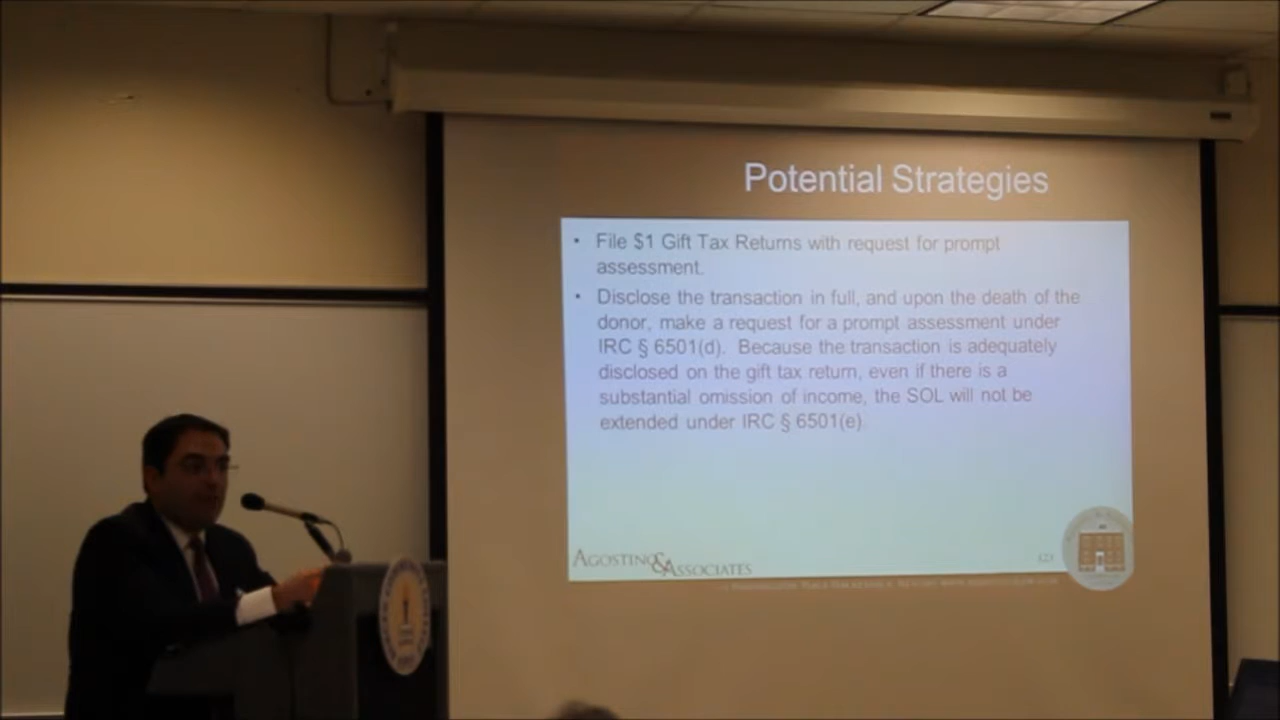 Potential Strategies
• File $1 Gift Tax Returns with request for prompt
assessment.
• Disclose the transaction in full, and upon the death of the
donor, make a request for a prompt assessment under
IRC § 6501(d). Because the transaction is adequately
disclosed on the gift tax return, even if there is a
substantial omission of income, the SOL will not be
extended under IRC § 6501(e).
AGOSTINO & ASSOCIATES